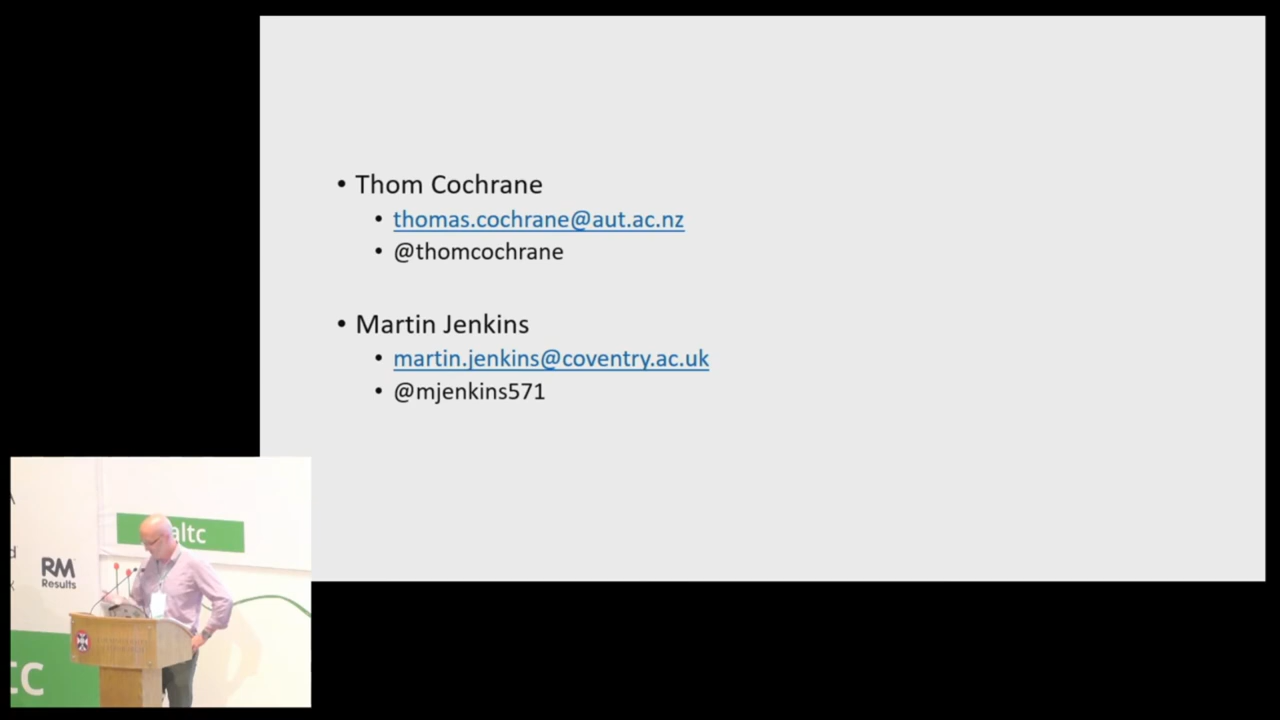 • Thom Cochrane
• thomas.cochrane@aut.ac.nz
• @thomcochrane
• Martin Jenkins
• martin.jenkins@coventry.ac.uk
• @mjenkins571
altc
RM
Results
tc